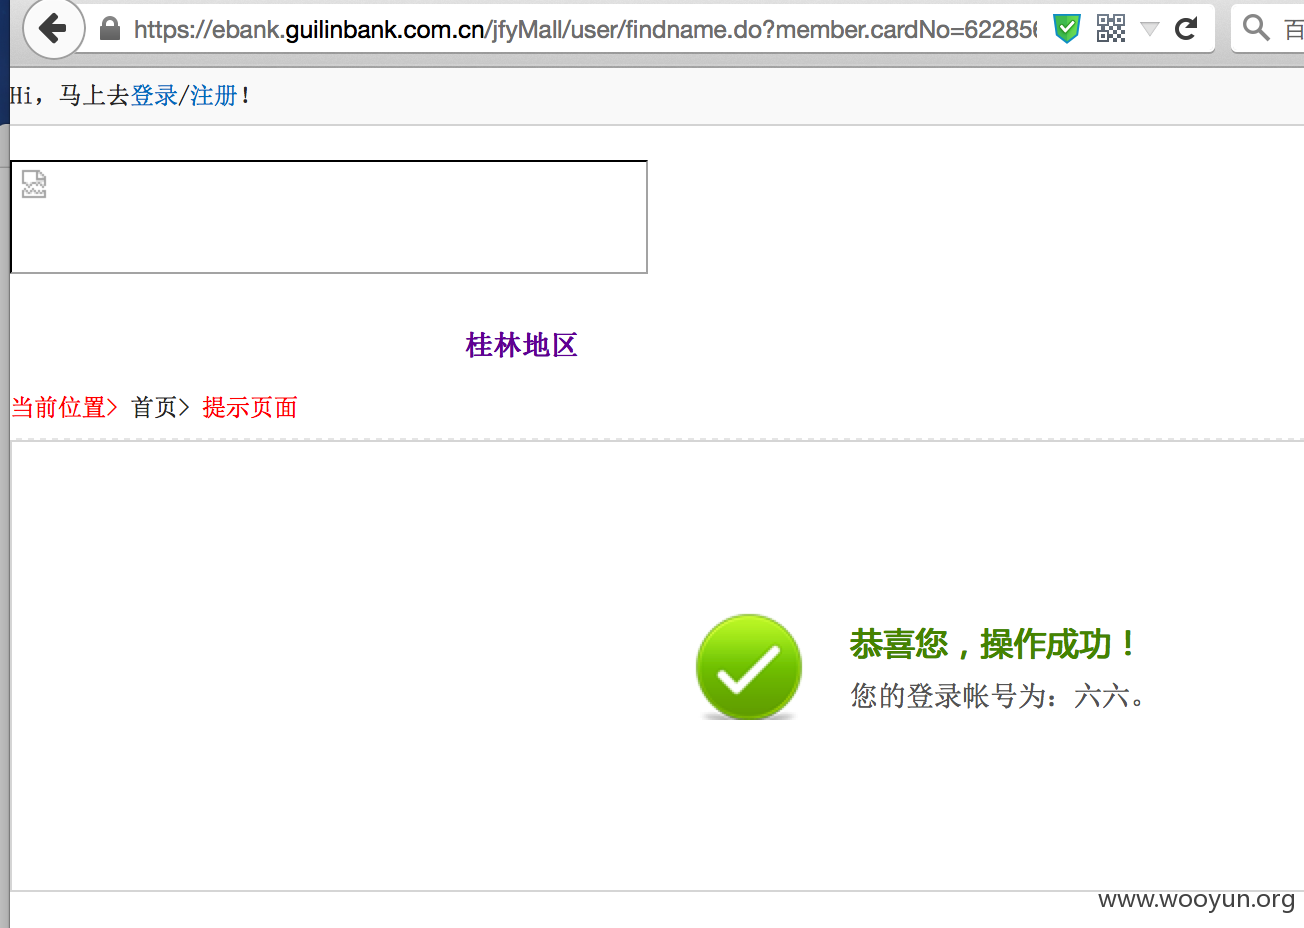 https://ebank.guilinbank.com.cn/jfyMall/user/findname.do?member.cardNo=622856
百
Hi，马上去登录/注册！
桂林地区
当前位置> 首页> 提示页面
恭喜您，操作成功！
您的登录帐号为：六六。
www.wooyun.org